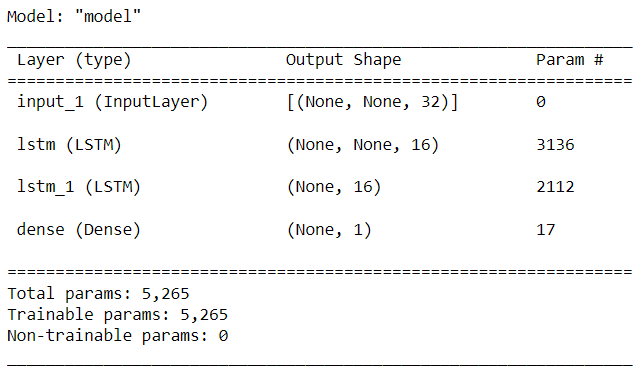 Model: "model"
_________________________________________________________________
Layer (type) Output Shape Param #
=================================================================
input_1 (InputLayer) [(None, None, 32)] 0
lstm (LSTM) (None, None, 16) 3136
lstm_1 (LSTM) (None, 16) 2112
dense (Dense) (None, 1) 17
=================================================================
Total params: 5,265
Trainable params: 5,265
Non-trainable params: 0
_________________________________________________________________